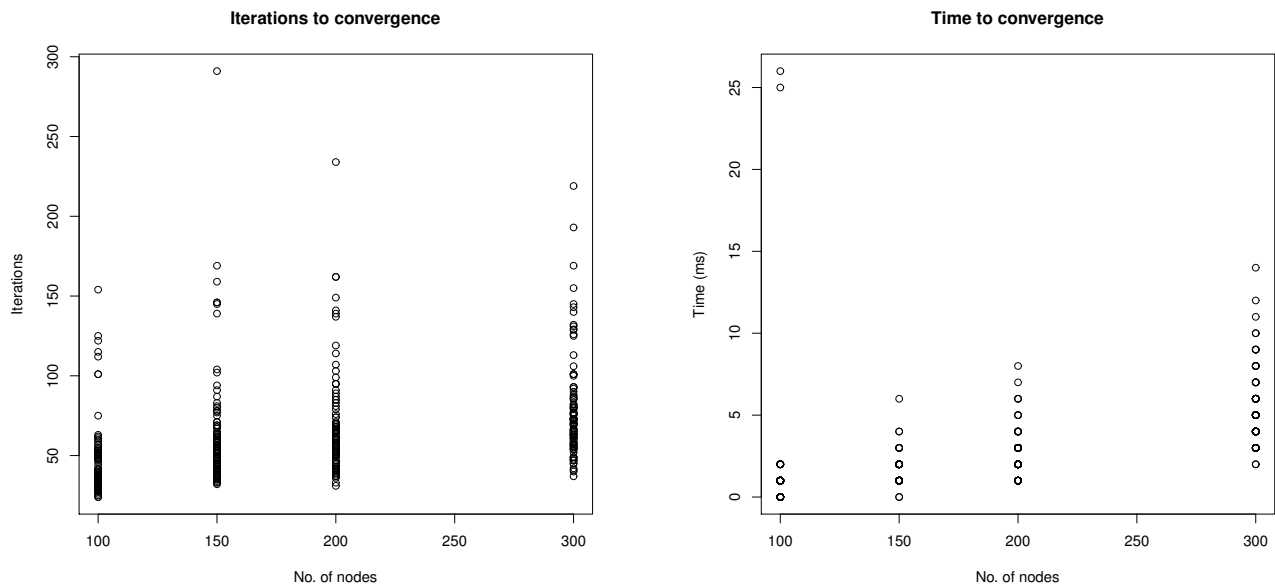 Iterations to convergence
Iterations
300
250
200
150
100
50
100 150 200 250 300
No. of nodes
Time to convergence
Time (ms)
25
20
15
10
5
0
100 150 200 250 300
No. of nodes